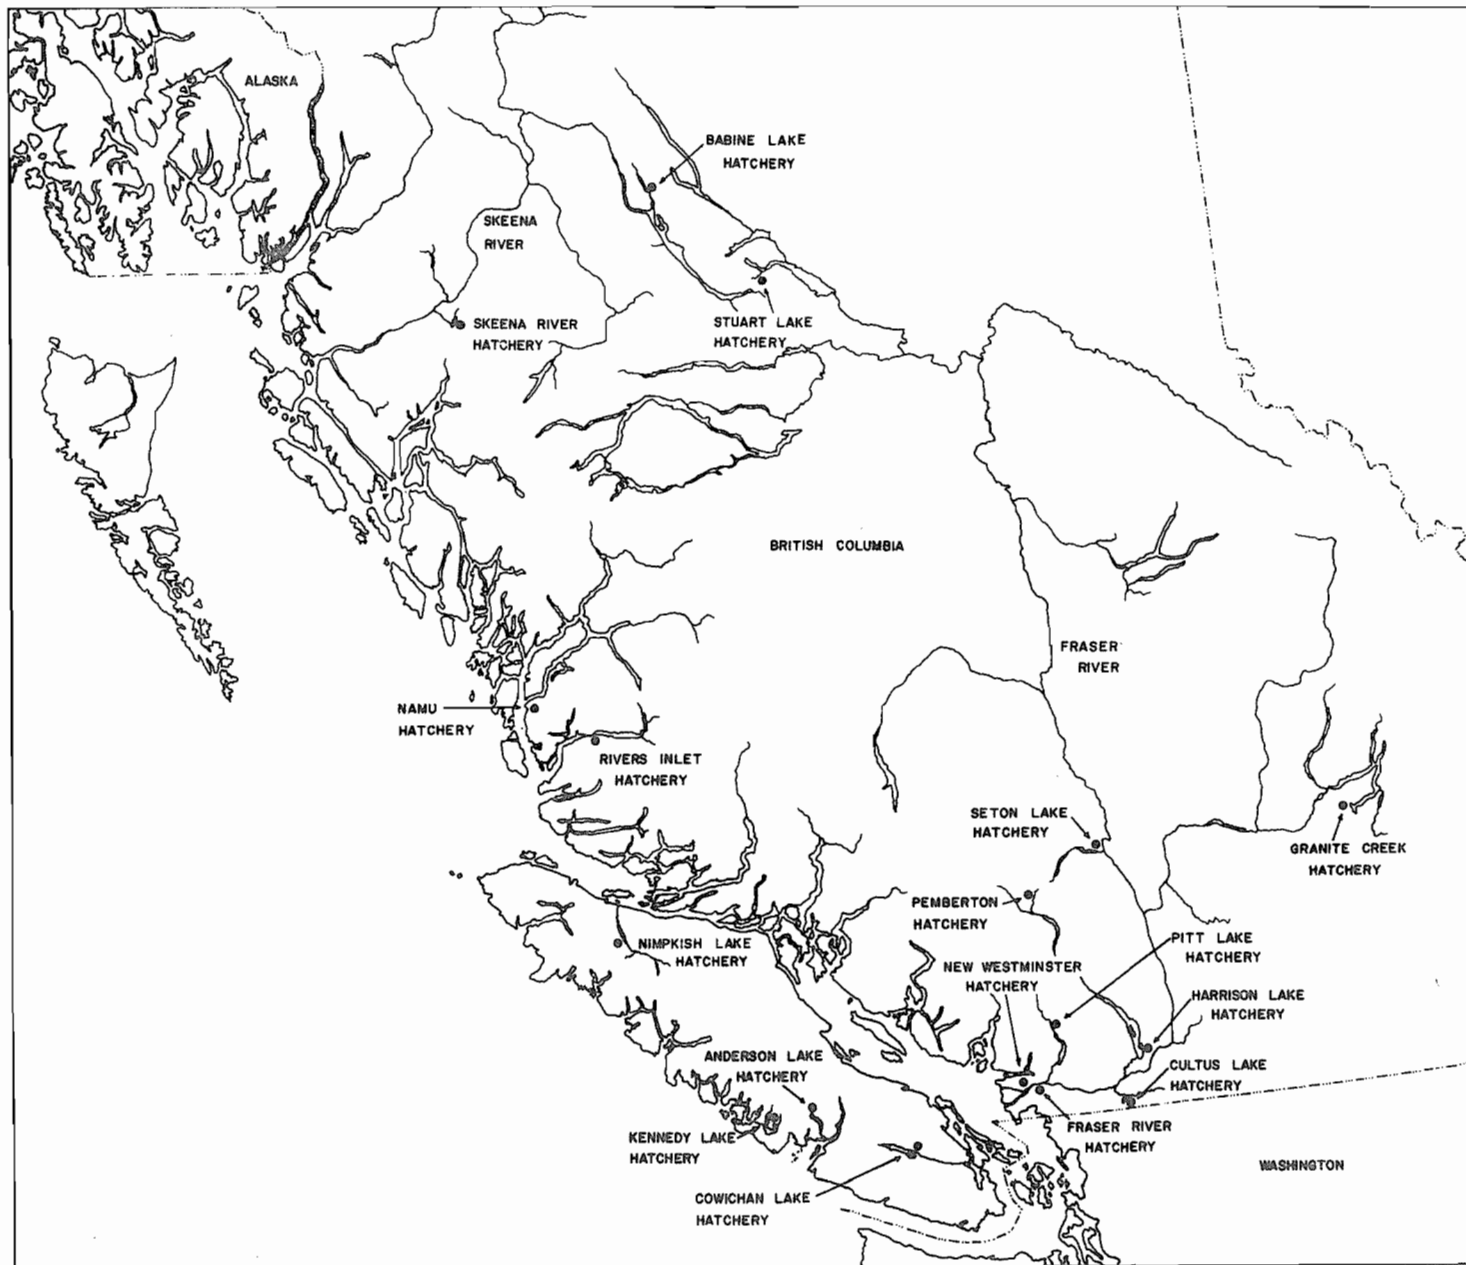 ALASKA
BABINE LAKE
HATCHERY
SKEENA
RIVER
SKEENA RIVER
HATCHERY
STUART LAKE
HATCHERY
BRITISH COLUMBIA
FRASER
RIVER
NAMU
HATCHERY
RIVERS INLET
HATCHERY
SETON LAKE
HATCHERY
GRANITE CREEK
HATCHERY
PEMBERTON
HATCHERY
NIMPKISH LAKE
HATCHERY
PITT LAKE
HATCHERY
NEW WESTMINSTER
HATCHERY
HARRISON LAKE
HATCHERY
ANDERSON LAKE
HATCHERY
CULTUS LAKE
HATCHERY
KENNEDY LAKE
HATCHERY
FRASER RIVER
HATCHERY
WASHINGTON
COWICHAN LAKE
HATCHERY